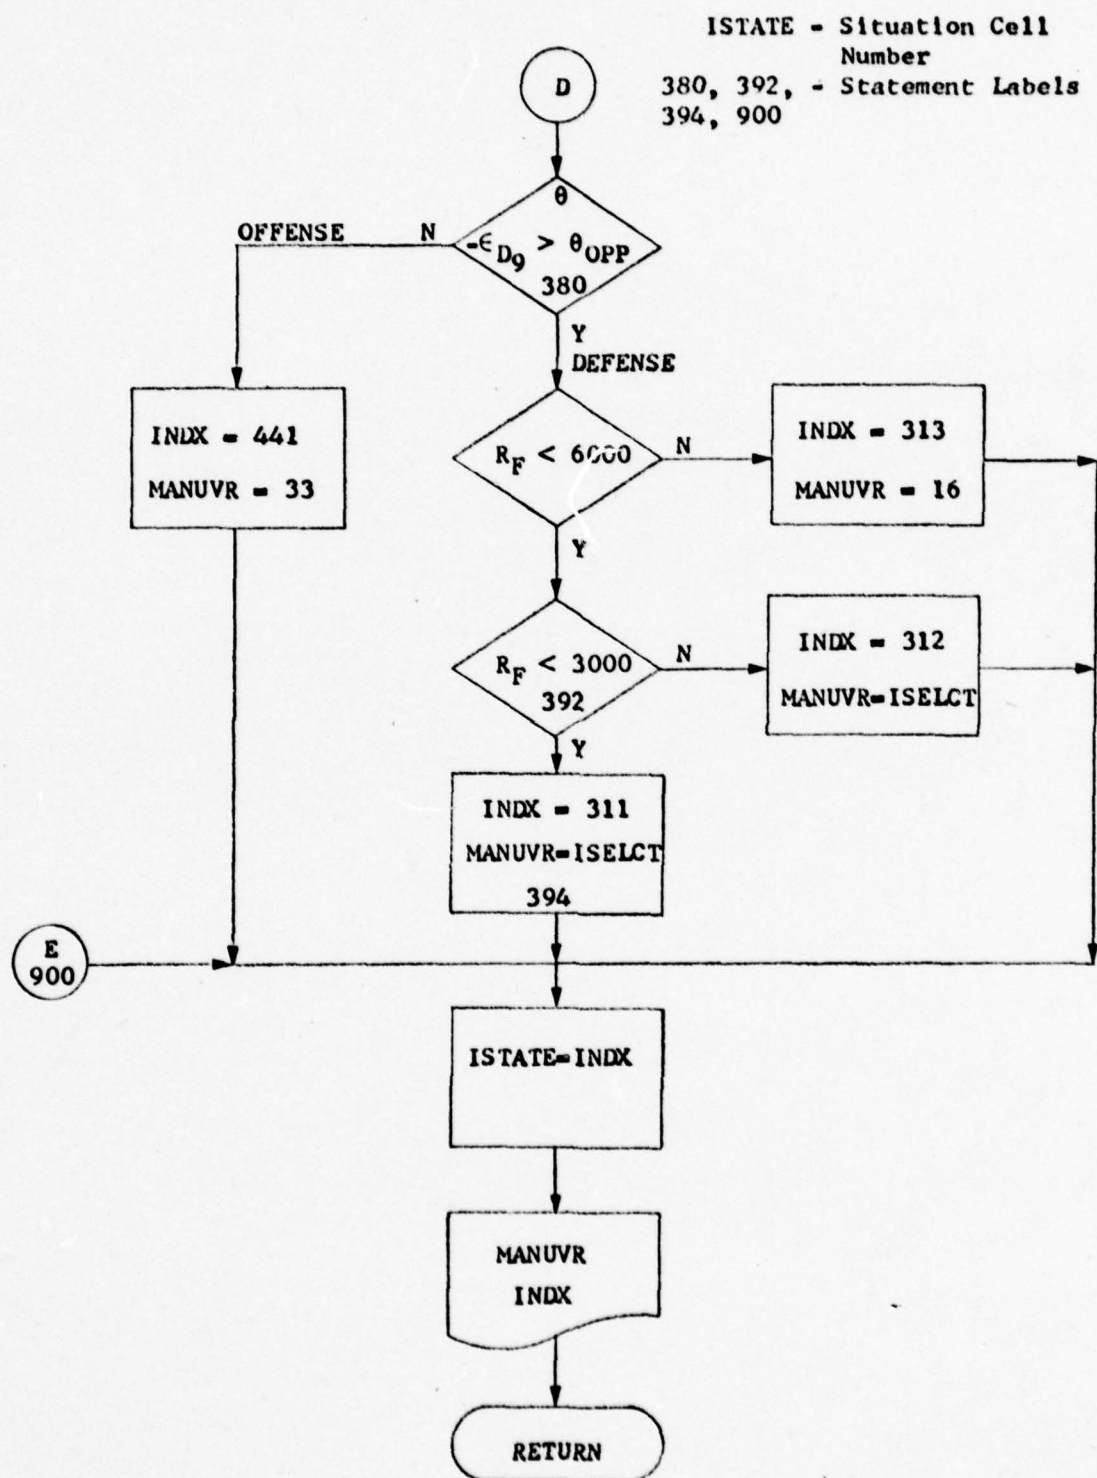 ISTATE - Situation Cell
Number
380, 392, - Statement Labels
394, 900
D
θ
-ϵD9 > θOPP
380
OFFENSE N
Y
DEFENSE
INDX = 441
MANUVR = 33
RF < 6000
N
INDX = 313
MANUVR = 16
Y
RF < 3000
392
N
INDX = 312
MANUVR=ISELCT
Y
INDX = 311
MANUVR=ISELCT
394
E
900
ISTATE=INDX
MANUVR
INDX
RETURN